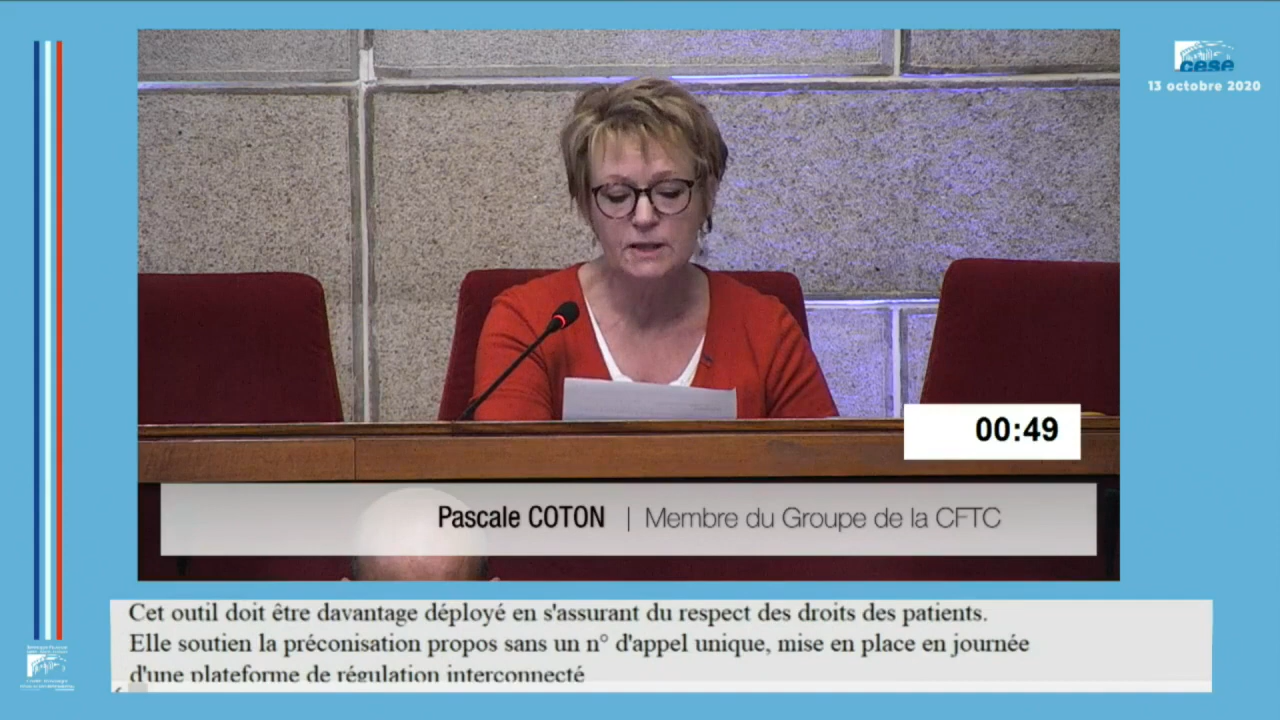 cese
13 octobre 2020
00:49
Pascale COTON | Membre du Groupe de la CFTC
Cet outil doit être davantage déployé en s'assurant du respect des droits des patients.
Elle soutien la préconisation propos sans un n° d'appel unique, mise en place en journée
d'une plateforme de régulation interconnecté